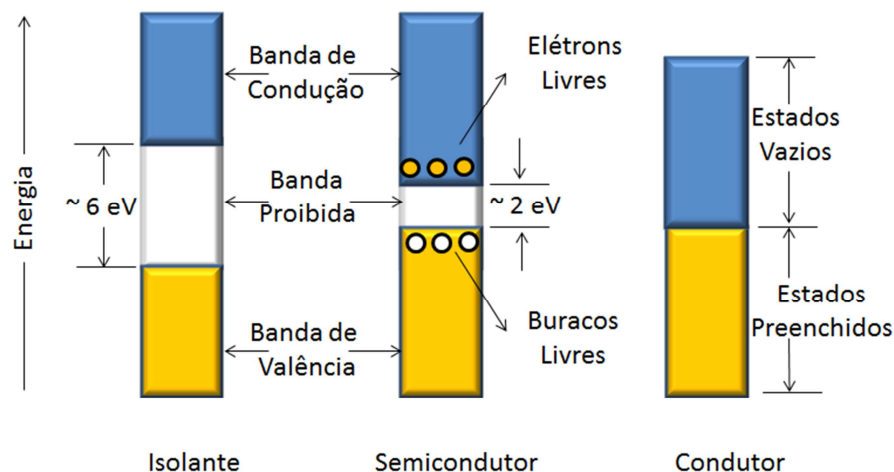 Energia
~ 6 eV
Banda de
Condução
Banda
Proibida
Banda de
Valência
Elétrons
Livres
~ 2 eV
Buracos
Livres
Estados
Vazios
Estados
Preenchidos
Isolante
Semicondutor
Condutor